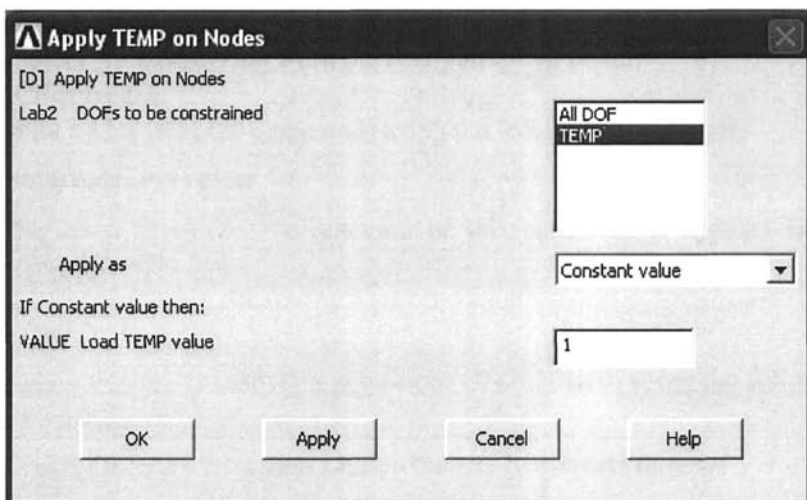 Apply TEMP on Nodes
[D] Apply TEMP on Nodes
Lab2 DOFs to be constrained
All DOF
TEMP
Apply as
Constant value
If Constant value then:
VALUE Load TEMP value
1
OK
Apply
Cancel
Help